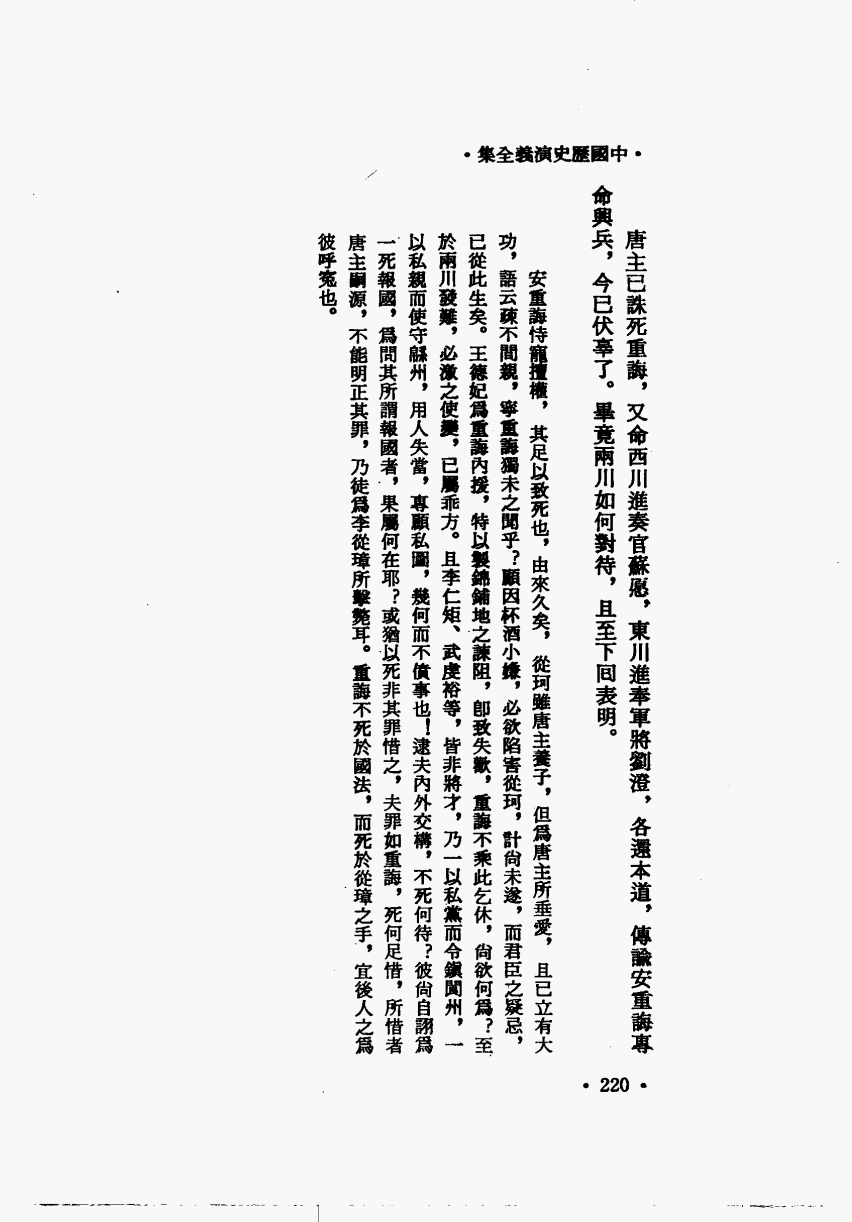 •中國歷史演義全集•
唐主已誅死重誨，又命西川進奏官蘇愿，東川進奉軍將劉澄，各還本道，傳諭安重誨專
命興兵，今已伏辜了。畢竟兩川如何對待，且至下回表明。
安重誨恃寵擅權，其足以致死也，由來久矣，從珂雖唐主養子，但爲唐主所垂愛，且已立有大
功，語云疎不間親，寧重誨獨未之聞乎？顧因杯酒小嫌，必欲陷害從珂，計尙未遂，而君臣之疑忌，
已從此生矣。王德妃爲重誨內援，特以製錦鋪地之諫阻，卽致失歡，重誨不乘此乞休，尙欲何爲？至
於兩川發難，必激之使變，已屬乖方。且李仁矩、武虔裕等，皆非將才，乃一以私黨而令鎭閬州，一
以私親而使守緜州，用人失當，專顧私圖，幾何而不僨事也！逮夫內外交構，不死何待？彼尙自詡爲
一死報國，爲問其所謂報國者，果屬何在耶？或猶以死非其罪惜之，夫罪如重誨，死何足惜，所惜者
唐主嗣源，不能明正其罪，乃徒爲李從璋所擊斃耳。重誨不死於國法，而死於從璋之手，宜後人之爲
彼呼寃也。
•220•